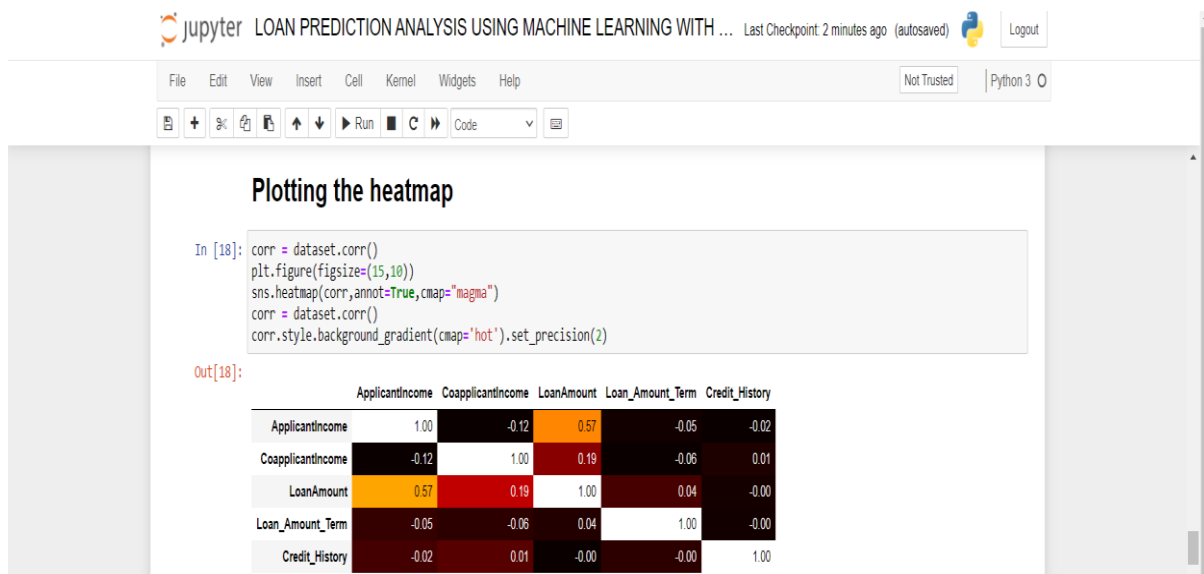 jupyter LOAN PREDICTION ANALYSIS USING MACHINE LEARNING WITH ... Last Checkpoint: 2 minutes ago (autosaved) Logout
File Edit View Insert Cell Kernel Widgets Help Not Trusted Python 3
Run Code
Plotting the heatmap
In [18]: corr = dataset.corr()
plt.figure(figsize=(15,10))
sns.heatmap(corr,annot=True,cmap="magma")
corr = dataset.corr()
corr.style.background_gradient(cmap='hot').set_precision(2)
Out[18]:
ApplicantIncome CoapplicantIncome LoanAmount Loan_Amount_Term Credit_History
ApplicantIncome 1.00 -0.12 0.57 -0.05 -0.02
CoapplicantIncome -0.12 1.00 0.19 -0.06 0.01
LoanAmount 0.57 0.19 1.00 0.04 -0.00
Loan_Amount_Term -0.05 -0.06 0.04 1.00 -0.00
Credit_History -0.02 0.01 -0.00 -0.00 1.00